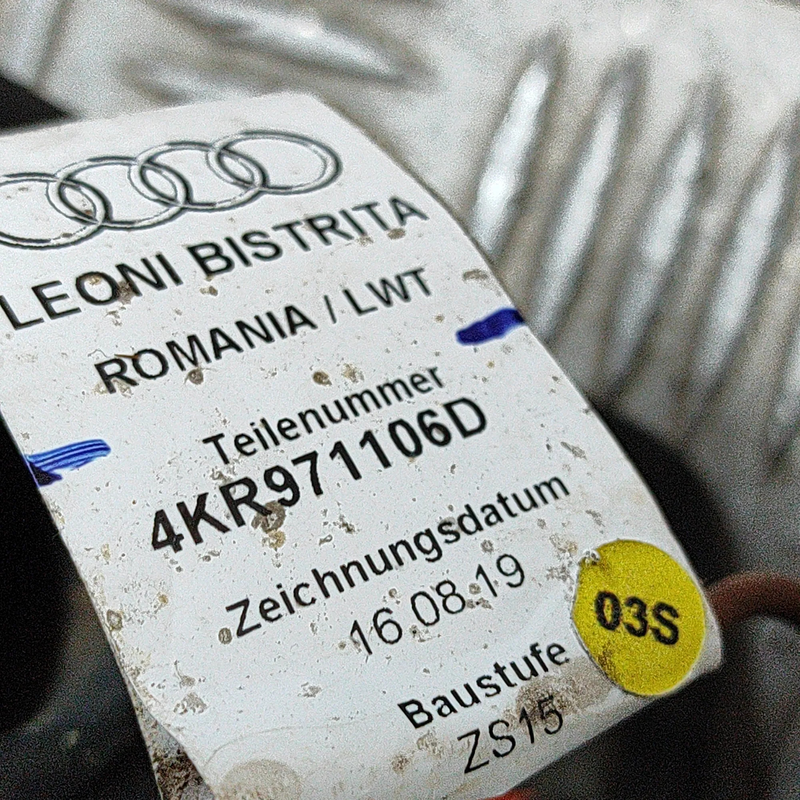 LEONI BISTRITA
ROMANIA / LWT
Teilenummer
4KR971106D
Zeichnungsdatum
16.08.19
03S
Baustufe
ZS15